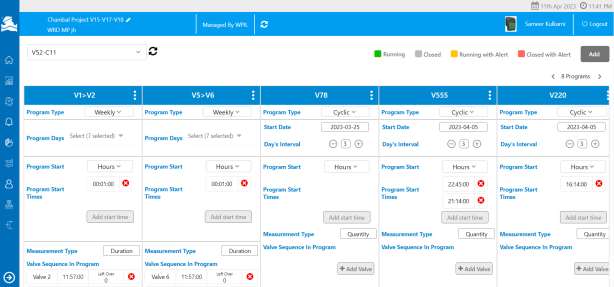 11th Apr 2023 11:41 PM
Chambal Project V15-V17-V18
WRD MP jh
Managed By WPK
Sameer Kulkarni
Logout
V52-C11
Running
Closed
Running with Alert
Closed with Alert
Add
8 Programs
V1>V2 V5>V6 V78 V555 V220
Program Type Weekly Program Type Weekly Program Type Cyclic Program Type Cyclic Program Type Cyclic
Start Date 2023-03-25 Start Date 2023-04-05 Start Date 2023-04-05
Program Days Select (7 selected) Program Days Select (7 selected)
Day's Interval 3 Day's Interval 3 Day's Interval 3
Program Start Hours Program Start Hours Program Start Hours Program Start Hours Program Start Hours
Program Start Times 00:01:00 Program Start Times 00:01:00 Program Start Times Program Start Times 22:45:00 Program Start Times 16:14:00
21:14:00
Add start time Add start time Add start time Add start time Add start time
Measurement Type Quantity Measurement Type Quantity Measurement Type Quantity
Measurement Type Duration Measurement Type Duration
Valve Sequence In Program Valve Sequence In Program Valve Sequence In Program
Valve Sequence In Program Valve Sequence In Program
+ Add Valve + Add Valve + Add Valve
Valve 2 11:57:00 Left Over 0 Valve 6 11:57:00 Left Over 0